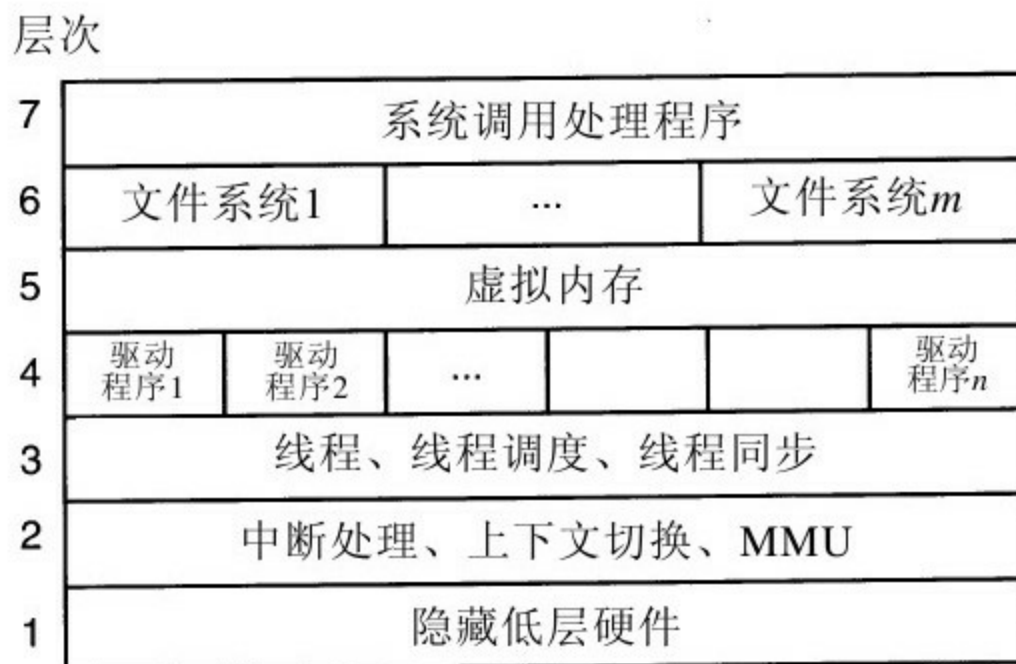 层次
7 系统调用处理程序
6 文件系统1 ... 文件系统m
5 虚拟内存
4 驱动程序1 驱动程序2 ... 驱动程序n
3 线程、线程调度、线程同步
2 中断处理、上下文切换、MMU
1 隐藏低层硬件